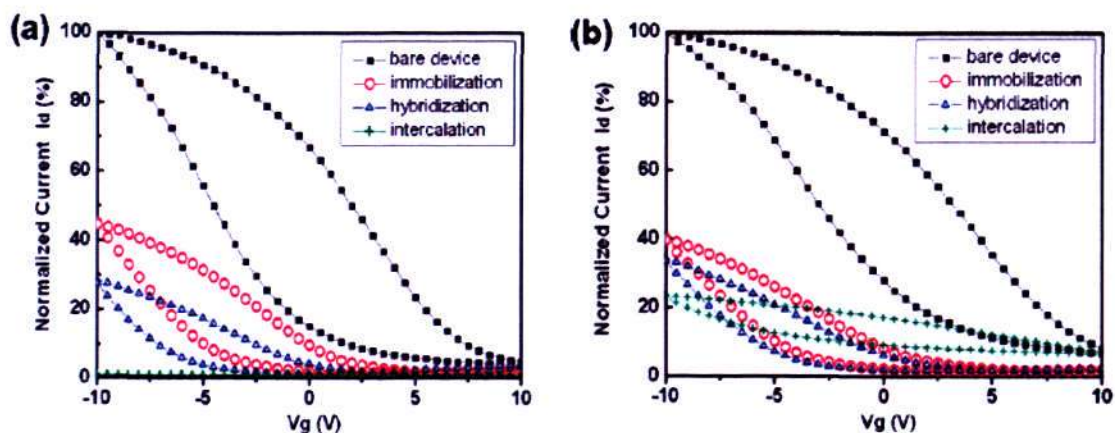 (a)
Normalized Current Id (%)
100
80
60
40
20
0
bare device
immobilization
hybridization
intercalation
-10
-5
0
5
10
Vg (V)
(b)
Normalized Current Id (%)
100
80
60
40
20
0
bare device
immobilization
hybridization
intercalation
-10
-5
0
5
10
Vg (V)